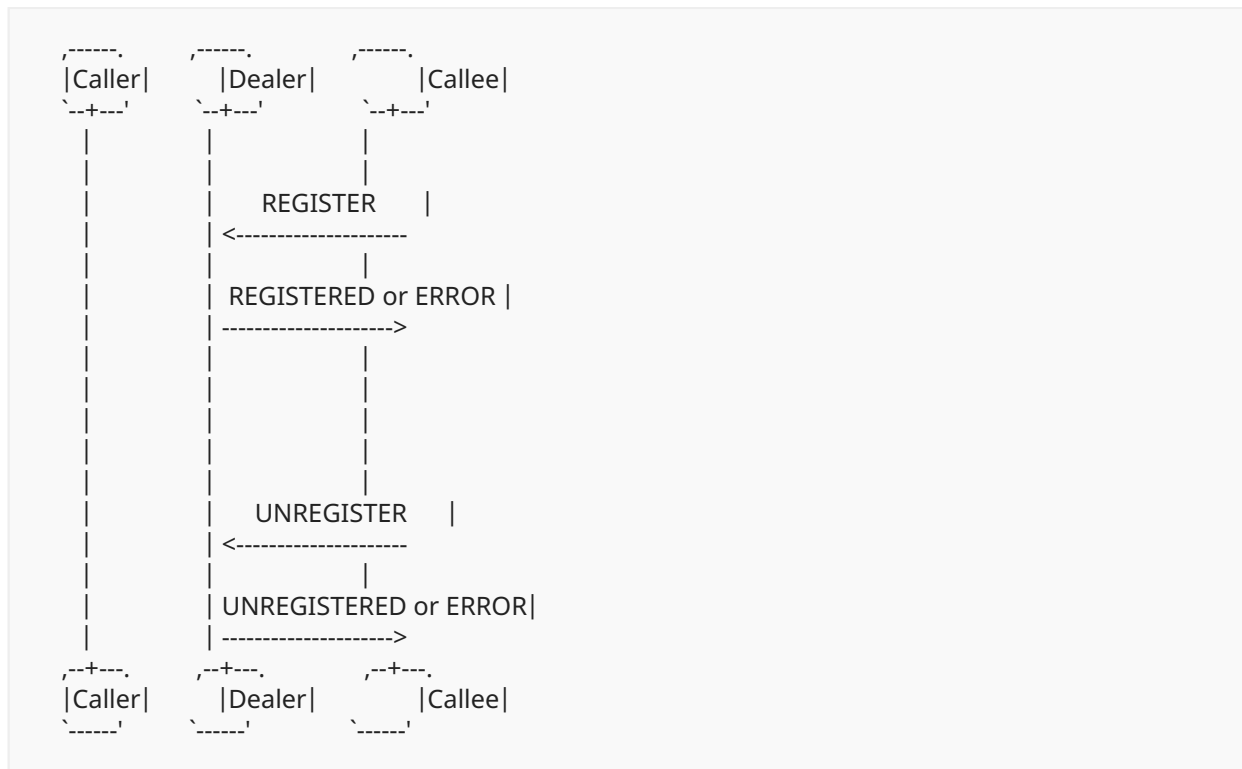 ,------.          ,------.               ,------.
|Caller|          |Dealer|               |Callee|
`--+---'          `--+---'               `--+---'
   |                 |                      |
   |                 |                      |
   |                 |       REGISTER       |
   |                 | <---------------------
   |                 |                      |
   |                 |  REGISTERED or ERROR |
   |                 | --------------------->
   |                 |                      |
   |                 |                      |
   |                 |                      |
   |                 |                      |
   |                 |                      |
   |                 |      UNREGISTER      |
   |                 | <---------------------
   |                 |                      |
   |                 | UNREGISTERED or ERROR|
   |                 | --------------------->
,--+---.          ,--+---.               ,--+---.
|Caller|          |Dealer|               |Callee|
`------'          `------'               `------'